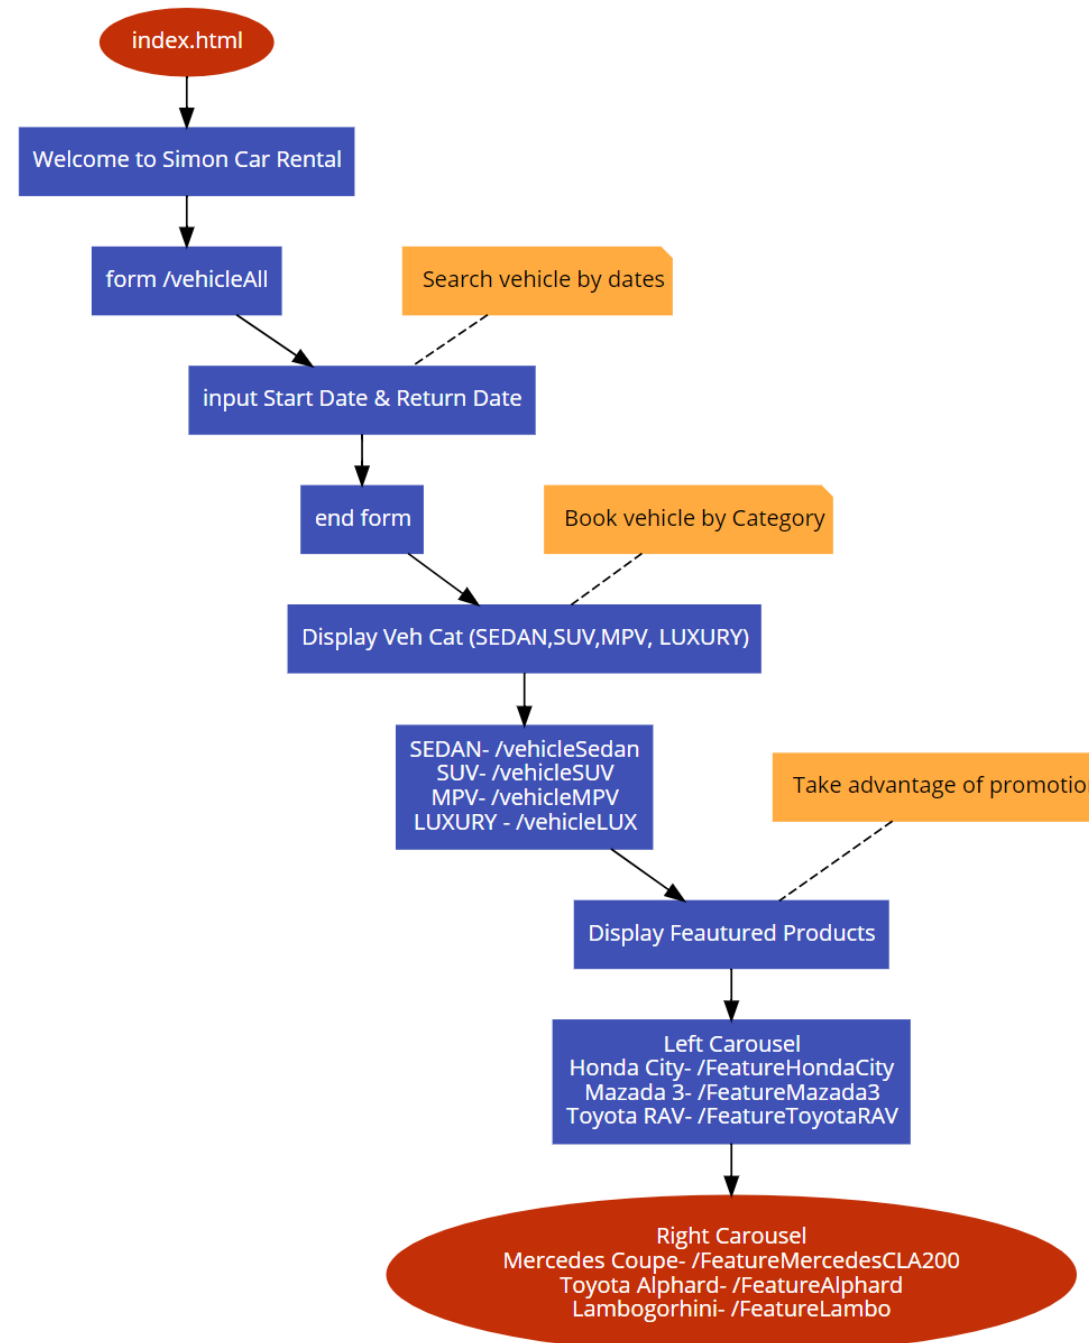 index.html
Welcome to Simon Car Rental
form /vehicleAll
Search vehicle by dates
input Start Date & Return Date
end form
Book vehicle by Category
Display Veh Cat (SEDAN,SUV,MPV, LUXURY)
SEDAN- /vehicleSedan
SUV- /vehicleSUV
MPV- /vehicleMPV
LUXURY - /vehicleLUX
Take advantage of promotio
Display Feautured Products
Left Carousel
Honda City- /FeatureHondaCity
Mazada 3- /FeatureMazada3
Toyota RAV- /FeatureToyotaRAV
Right Carousel
Mercedes Coupe- /FeatureMercedesCLA200
Toyota Alphard- /FeatureAlphard
Lambogorhini- /FeatureLambo